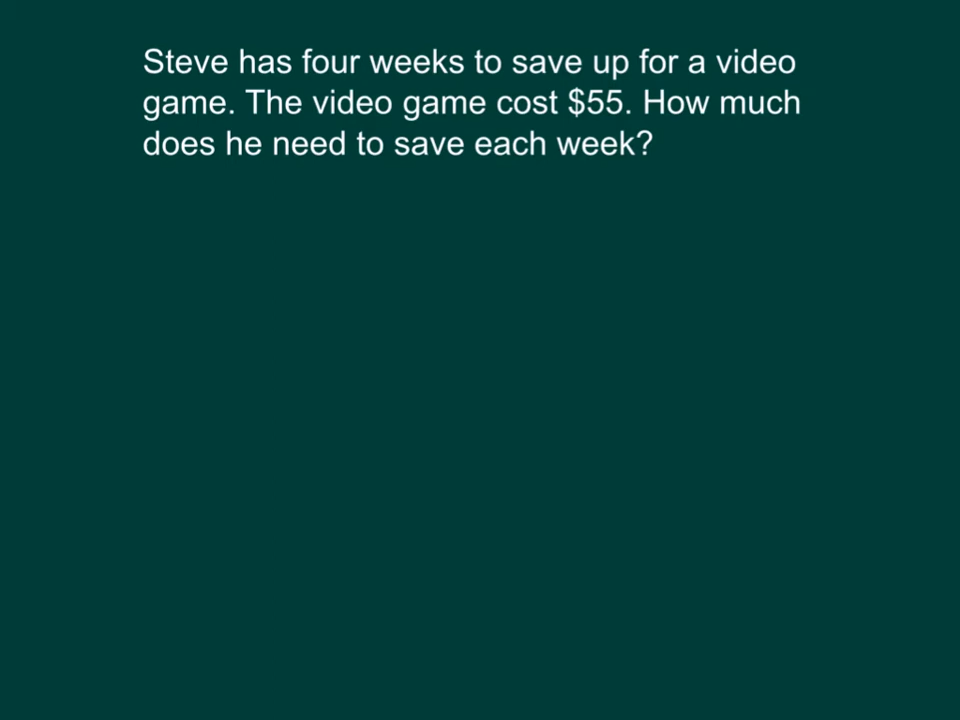 Steve has four weeks to save up for a video
game. The video game cost $55. How much
does he need to save each week?